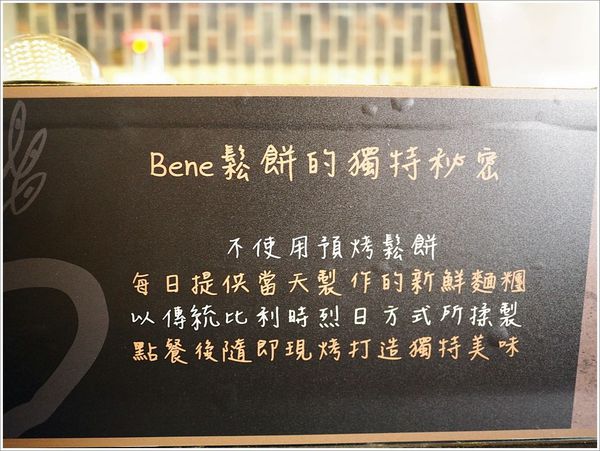 Bene鬆餅的獨特秘密
不使用預烤鬆餅
每日提供當天製作的新鮮麵糰
以傳統比利時烈日方式所揉製
點餐後隨即現烤打造獨特美味